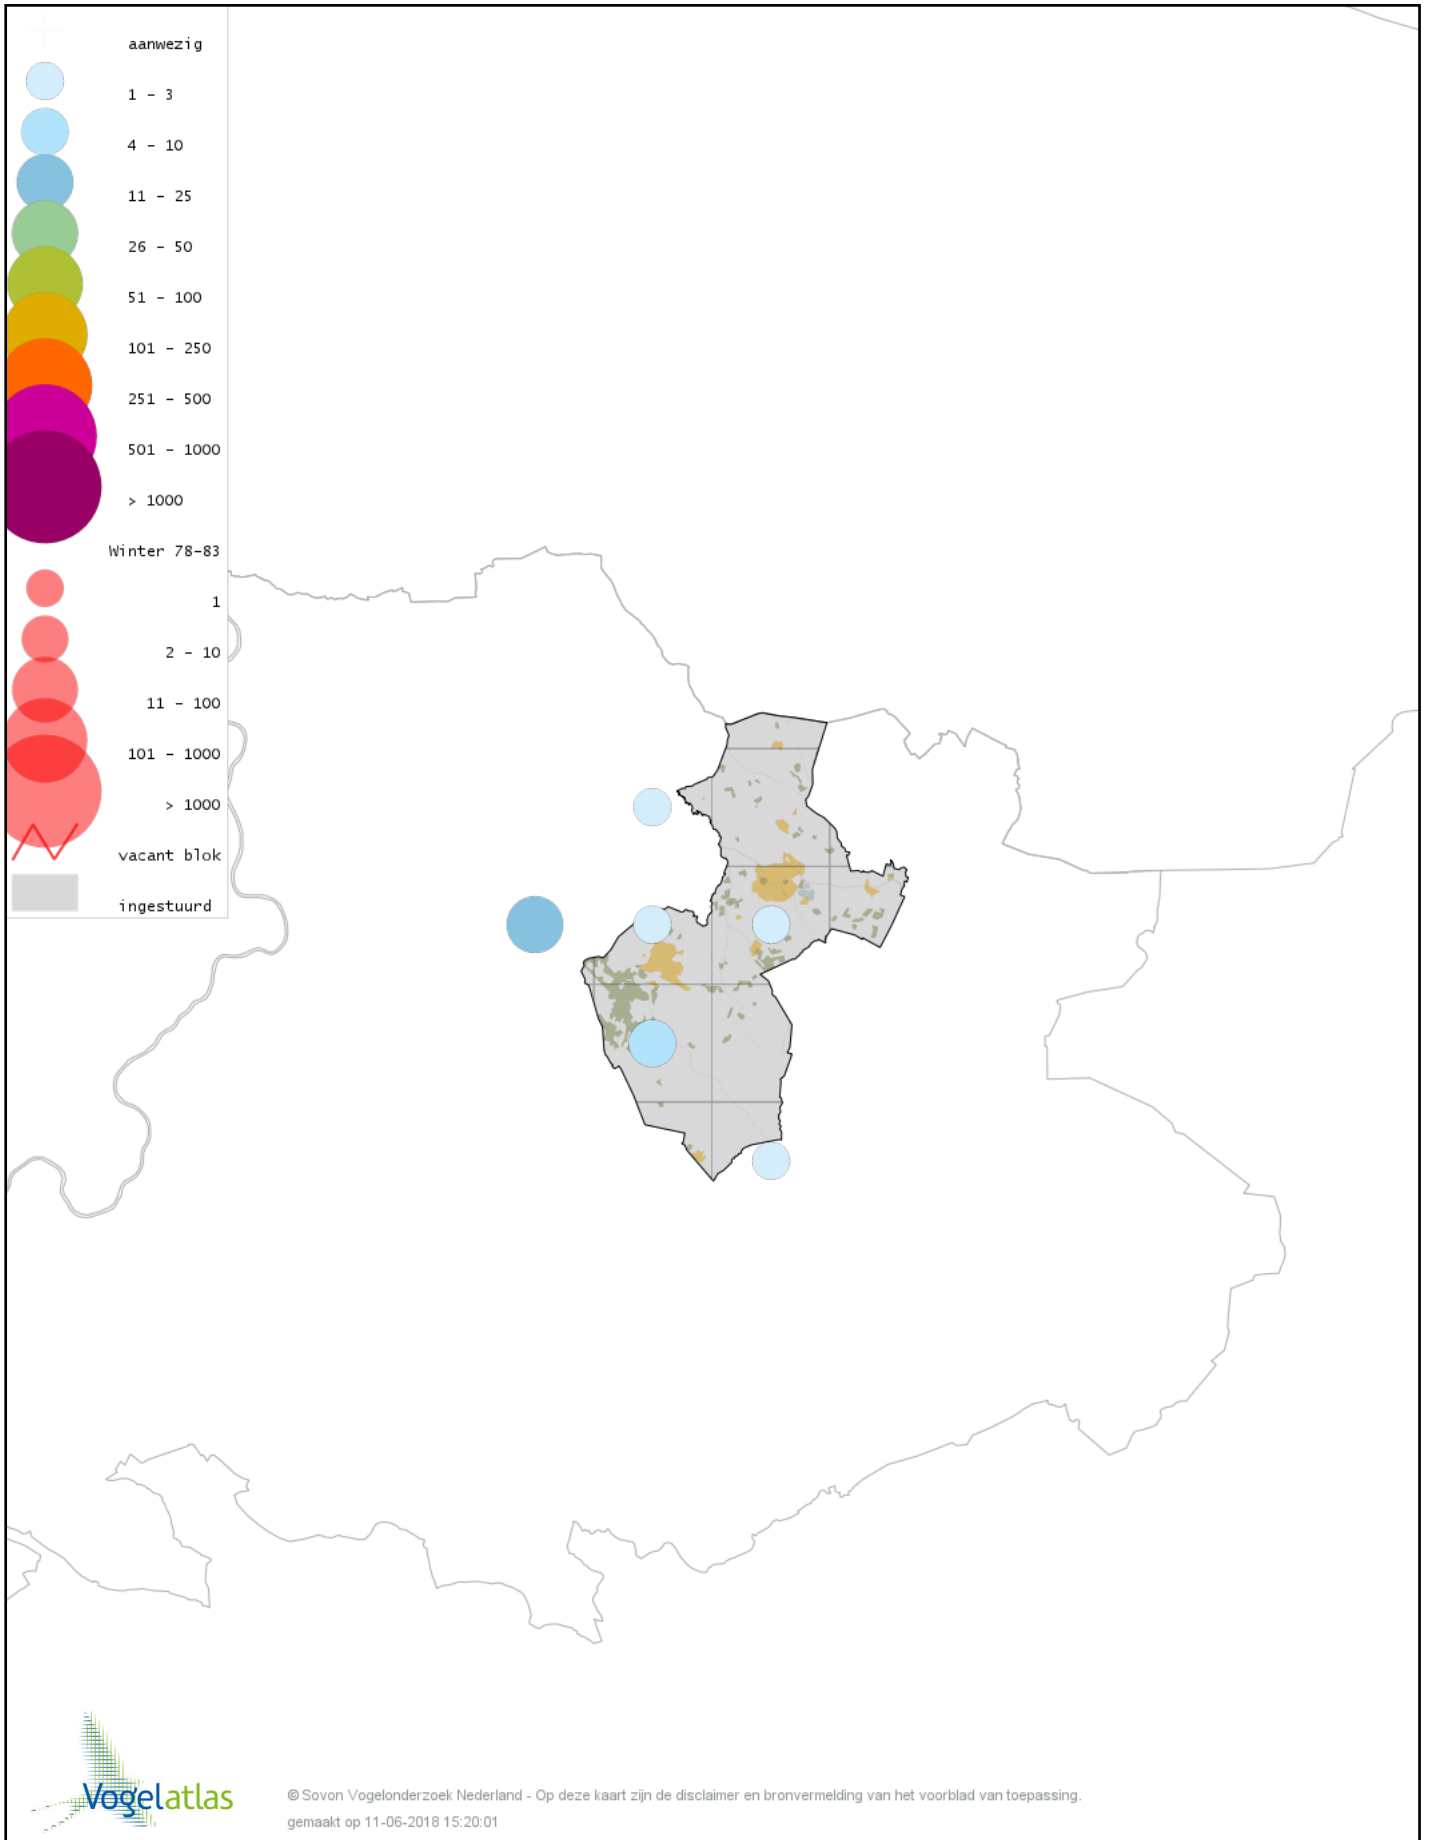 aanwezig
1 - 3
4 - 10
11 - 25
26 - 50
51 - 100
101 - 250
251 - 500
501 - 1000
> 1000
Winter 78-83
1
2 - 10
11 - 100
101 - 1000
> 1000
vacant blok
ingestuurd
Vogelatlas
© Sovon Vogelonderzoek Nederland - Op deze kaart zijn de disclaimer en bronvermelding van het voorblad van toepassing.
gemaakt op 11-06-2018 15:20:01